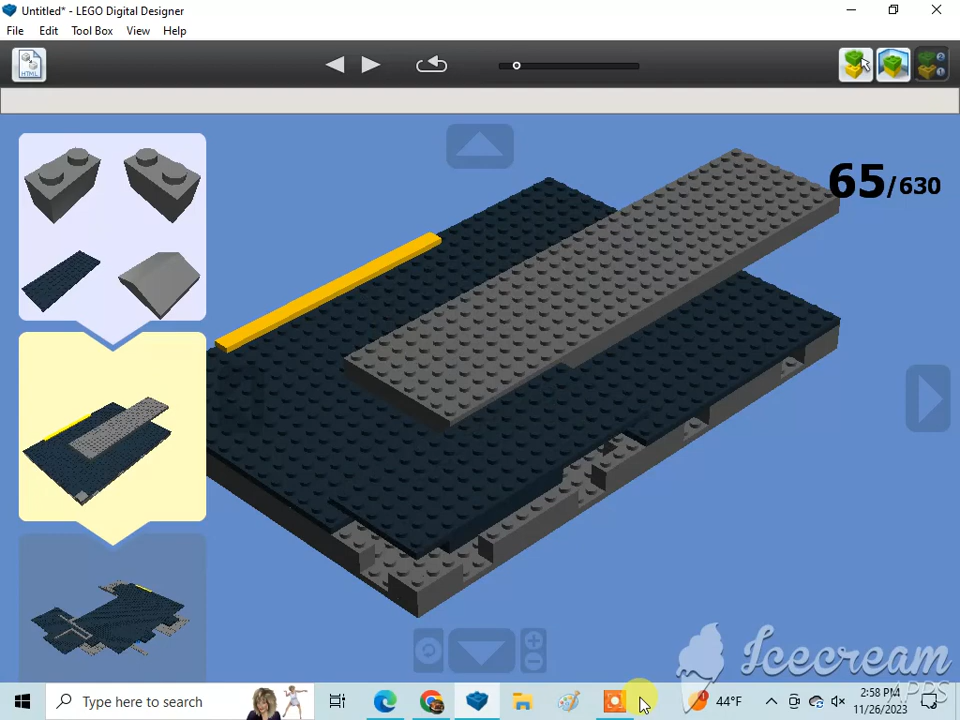 Untitled* - LEGO Digital Designer
File Edit Tool Box View Help
HTML
65/630
Icecream
APPS
Type here to search
44°F
2:58 PM
11/26/2023